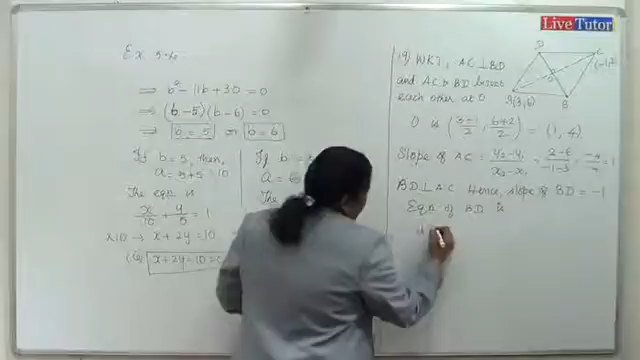 Live Tutor
Ex 5.6
⇒ b² - 11b + 30 = 0
⇒ (b-5)(b-6) = 0
⇒ b = 5 or b = 6
If b = 5, then,
a = 5+5 = 10
The eqn is
x/10 + y/5 = 1
x10 → x + 2y = 10
x + 2y - 10 = 0
If b =
a =
The
19) WKT, AC ⊥ BD
and AC & BD bisect
each other at O
O is (3-1/2, 6+2/2) = (1, 4)
Slope of AC = y₂-y₁/x₂-x₁ = 2-6/-1-3 = -4/-4 = 1
BD ⊥ AC Hence, slope of BD = -1
Eqn of BD is
D
C
(-1,2)
O
A(3,6)
B